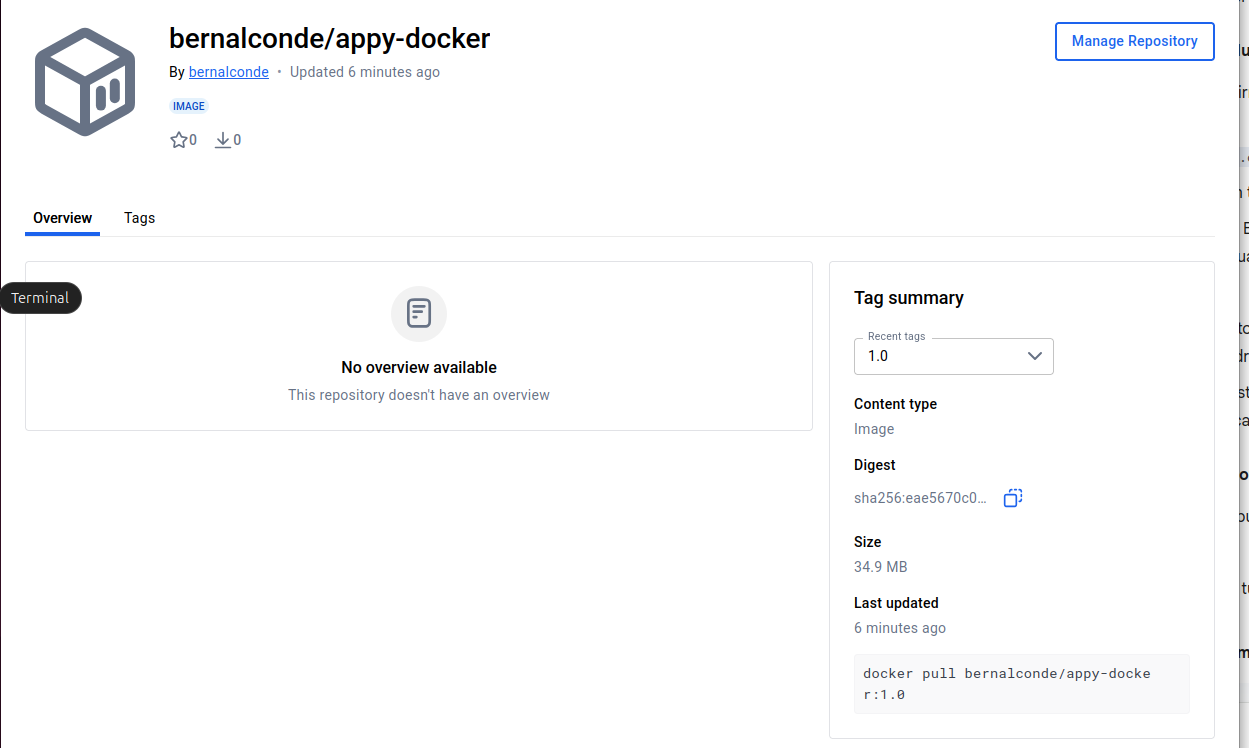 bernalconde/appy-docker
Manage Repository
By bernalconde • Updated 6 minutes ago
IMAGE
0 0
Overview Tags
Terminal
No overview available
This repository doesn't have an overview
Tag summary
Recent tags
1.0
Content type
Image
Digest
sha256:eae5670c0...
Size
34.9 MB
Last updated
6 minutes ago
docker pull bernalconde/appy-docke
r:1.0